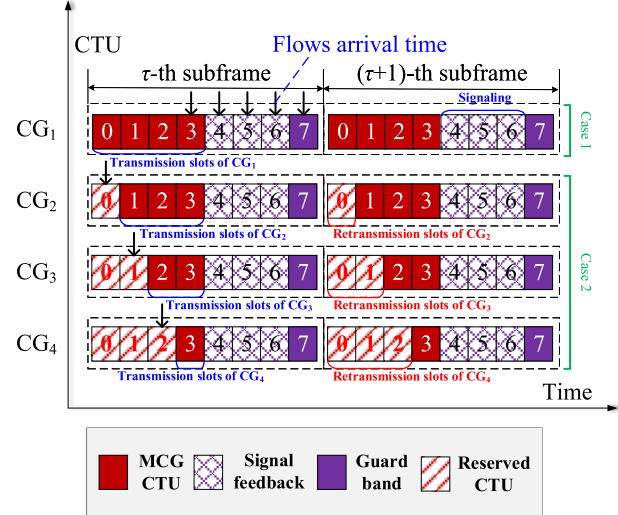 CTU
Flows arrival time
τ-th subframe
(τ+1)-th subframe
Signaling
CG1
0 1 2 3 4 5 6 7
0 1 2 3 4 5 6 7
Case 1
Transmission slots of CG1
CG2
0 1 2 3 4 5 6 7
0 1 2 3 4 5 6 7
Transmission slots of CG2
Retransmission slots of CG2
CG3
0 1 2 3 4 5 6 7
0 1 2 3 4 5 6 7
Case 2
Transmission slots of CG3
Retransmission slots of CG3
CG4
0 1 2 3 4 5 6 7
0 1 2 3 4 5 6 7
Transmission slots of CG4
Retransmission slots of CG4
Time
MCG
CTU
Signal
feedback
Guard
band
Reserved
CTU